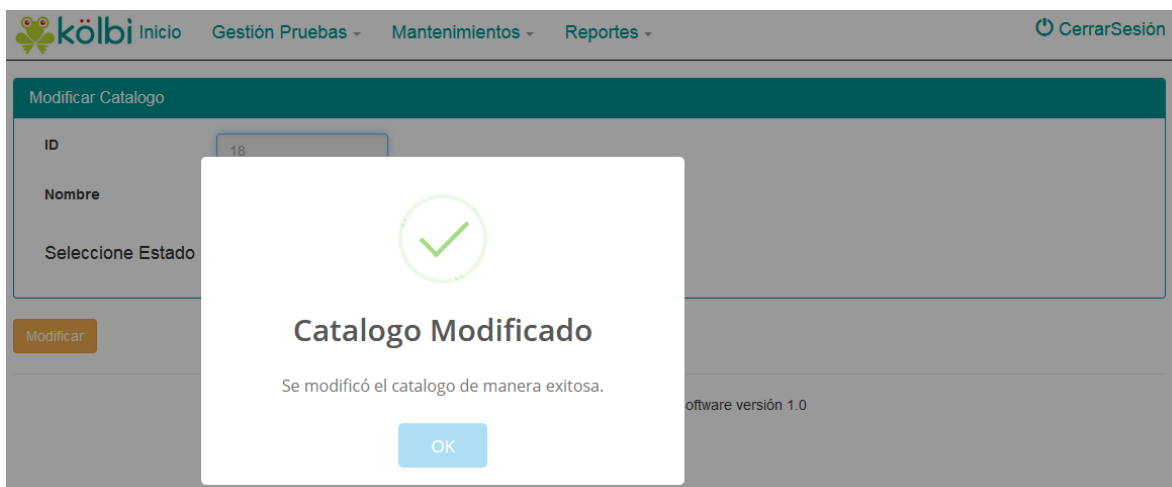 kölbi Inicio Gestión Pruebas Mantenimientos Reportes CerrarSesión
Modificar Catalogo
ID 18
Nombre
Seleccione Estado
Catalogo Modificado
Modificar
Se modificó el catalogo de manera exitosa.
oftware versión 1.0
OK